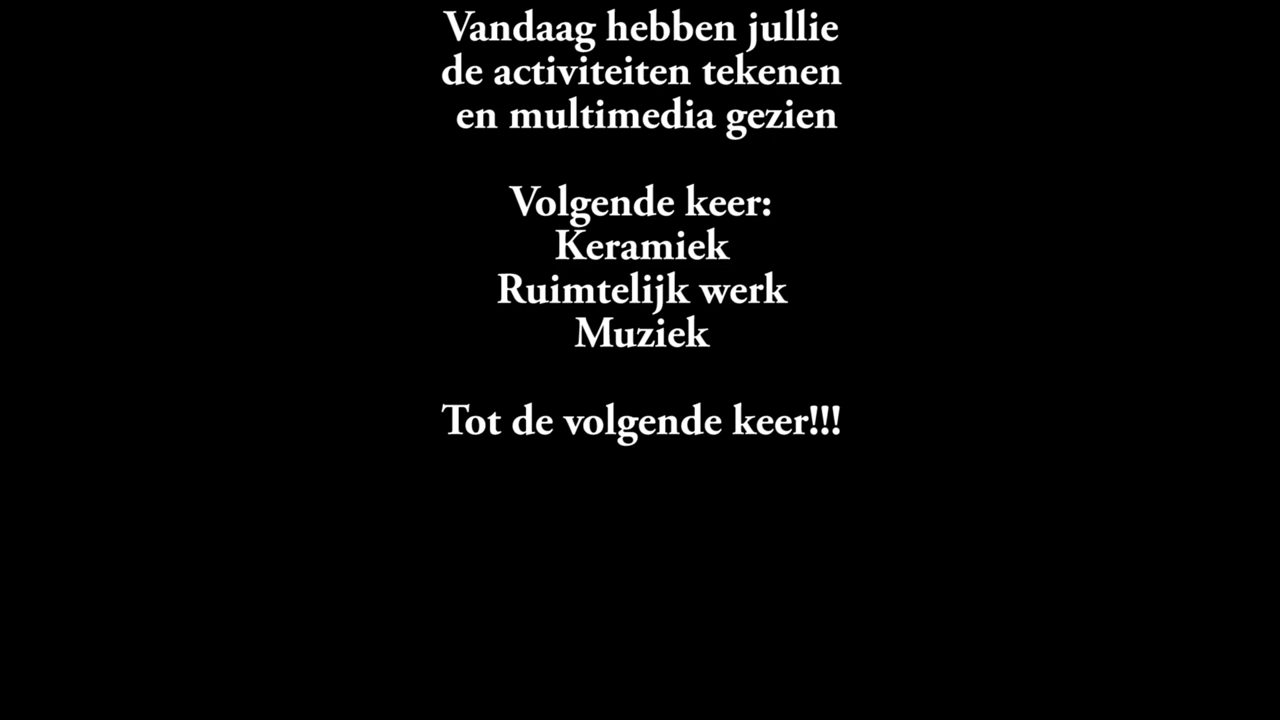 Vandaag hebben jullie
de activiteiten tekenen
en multimedia gezien
Volgende keer:
Keramiek
Ruimtelijk werk
Muziek
Tot de volgende keer!!!